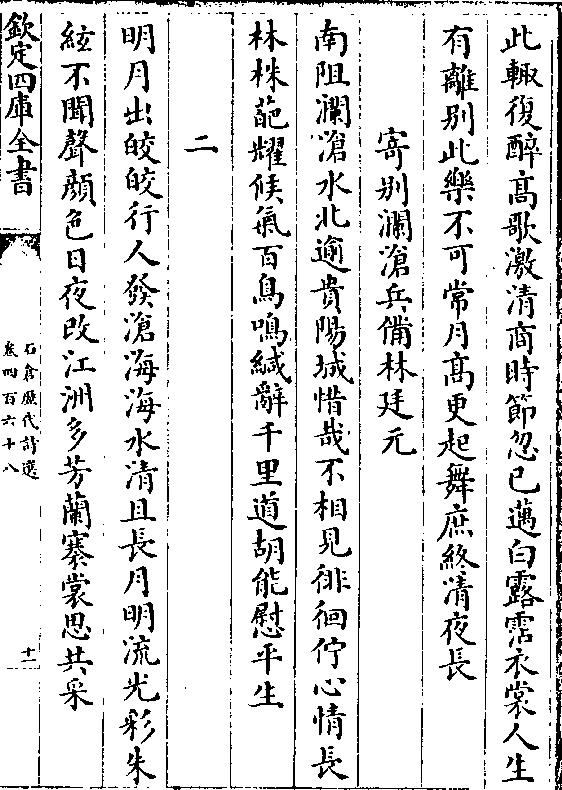 此輙復醉高歌激清商時節忽已邁白露霑衣裳人生
有離别此樂不可常月高更起舞庶終清夜長
寄别瀾滄兵備林廷元
南阻瀾滄水北逾貴陽城惜哉不相見徘徊佇心情長
林株葩耀候氣百鳥鳴緘辭千里道胡能慰平生
二
明月出皎皎行人發滄海海水清且長月明流光彩朱
絃不聞聲顔色日夜改江洲多芳蘭褰裳思共采
欽定四庫全書
石倉歷代詩選
卷四百六十八
十一